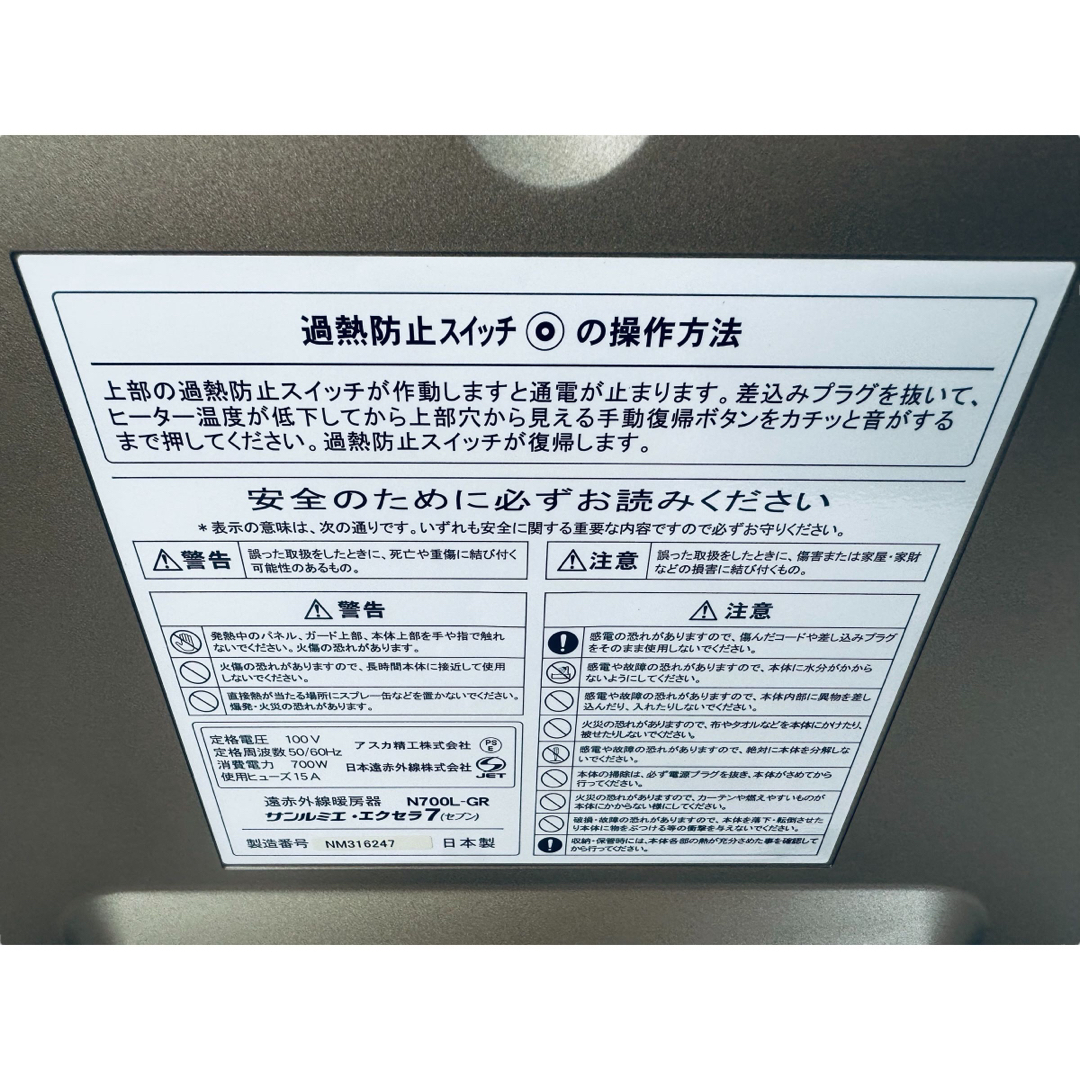 過熱防止スイッチ◎の操作方法
上部の過熱防止スイッチが作動しますと通電が止まります。差込みプラグを抜いて、
ヒーター温度が低下してから上部穴から見える手動復帰ボタンをカチッと音がする
まで押してください。過熱防止スイッチが復帰します。
安全のために必ずお読みください
*表示の意味は、次の通りです。いずれも安全に関する重要な内容ですので必ずお守りください。
警告
誤った取扱をしたときに、死亡や重傷に結び付く
可能性のあるもの。
注意
誤った取扱をしたときに、傷害または家屋・家財
などの損害に結び付くもの。
警告
発熱中のパネル、ガード上部、本体上部を手や指で触れ
ないでください。火傷の恐れがあります。
火傷の恐れがありますので、長時間本体に接近して使用
しないでください。
直接熱が当たる場所にスプレー缶などを置かないでください。
爆発・火災の恐れがあります。
定格電圧 100V
定格周波数 50/60Hz
消費電力 700W
使用ヒューズ 15A
アスカ精工株式会社
PS
E
日本遠赤外線株式会社
JET
遠赤外線暖房器 N700L-GR
サンルミエ・エクセラ7(セブン)
製造番号 NM316247 日本製
注意
感電の恐れがありますので、傷んだコードや差し込みプラグ
をそのまま使用しないでください。
感電や故障の恐れがありますので、本体に水分がかから
ないようにしてください。
感電や故障の恐れがありますので、本体内部に異物を差し
込んだり、入れたりしないでください。
火災の恐れがありますので、布やタオルなどを本体にかけたり、
被せたりしないでください。
感電や故障の恐れがありますので、絶対に本体を分解しな
いでください。
本体の掃除は、必ず電源プラグを抜き、本体がさめてから
行ってください。
火災の恐れがありますので、カーテンや燃えやすいものが
本体にかからない様にしてください。
破損・故障の恐れがありますので、本体を落下・転倒させた
り本体に物をぶつける等の衝撃を与えないでください。
収納・保管時には、本体各部の熱が充分さめた事を確認して
から行ってください。